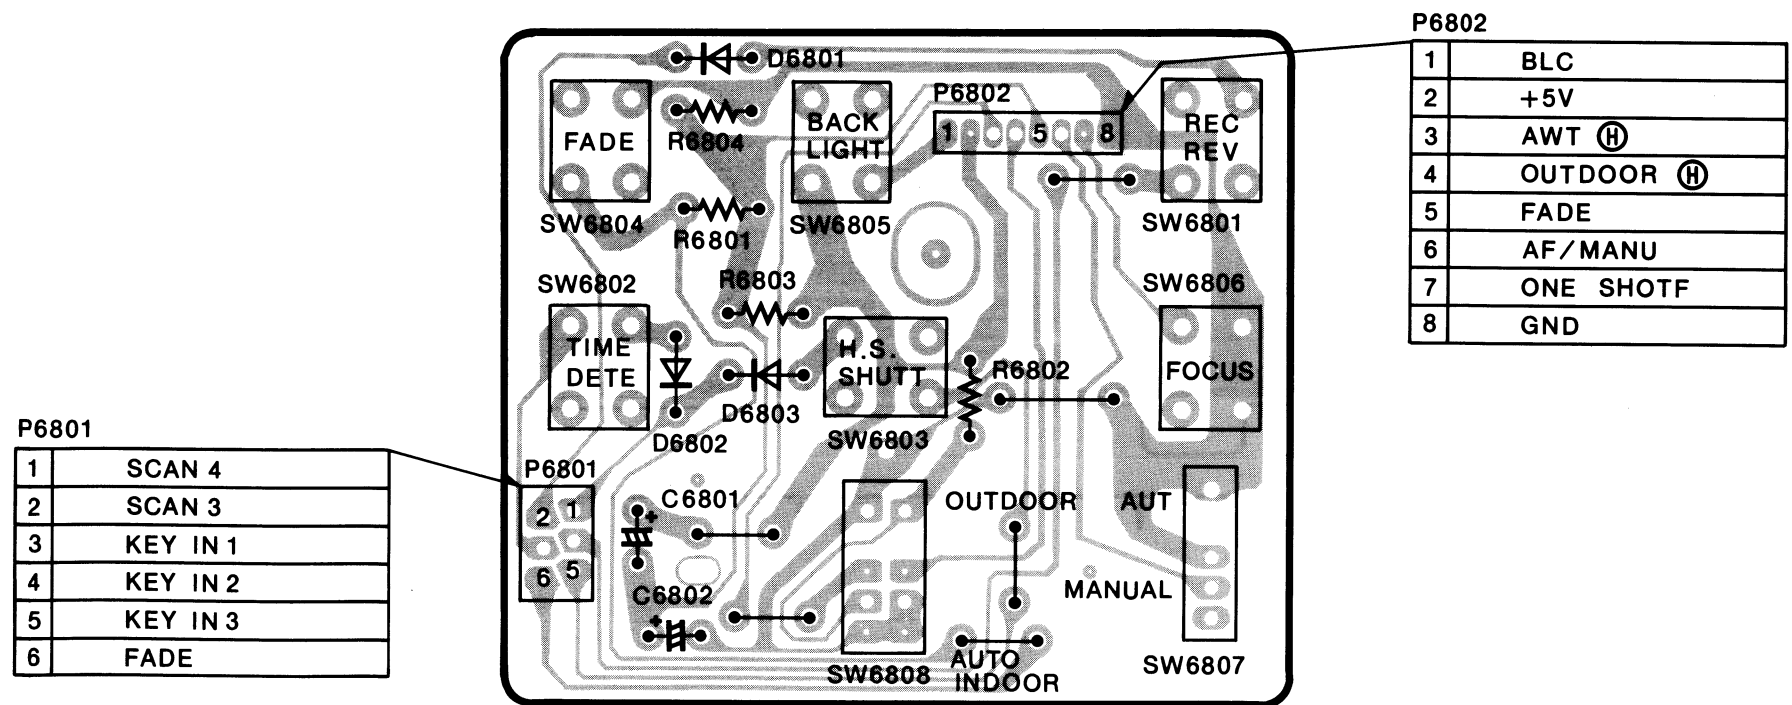 P6802
1 BLC
2 +5V
3 AWT Ⓗ
4 OUTDOOR Ⓗ
5 FADE
6 AF/MANU
7 ONE SHOTF
8 GND
D6801
P6802
1 5 8
FADE
R6804
BACK
LIGHT
REC
REV
SW6804
R6801
SW6805
SW6801
SW6802
R6803
SW6806
TIME
DETE
H.S.
SHUTT
R6802
FOCUS
D6803
D6802
SW6803
P6801
1 SCAN 4
2 SCAN 3
3 KEY IN 1
4 KEY IN 2
5 KEY IN 3
6 FADE
P6801
2 1
6 5
C6801
+
OUTDOOR
AUT
C6802
+
MANUAL
SW6808
AUTO
INDOOR
SW6807